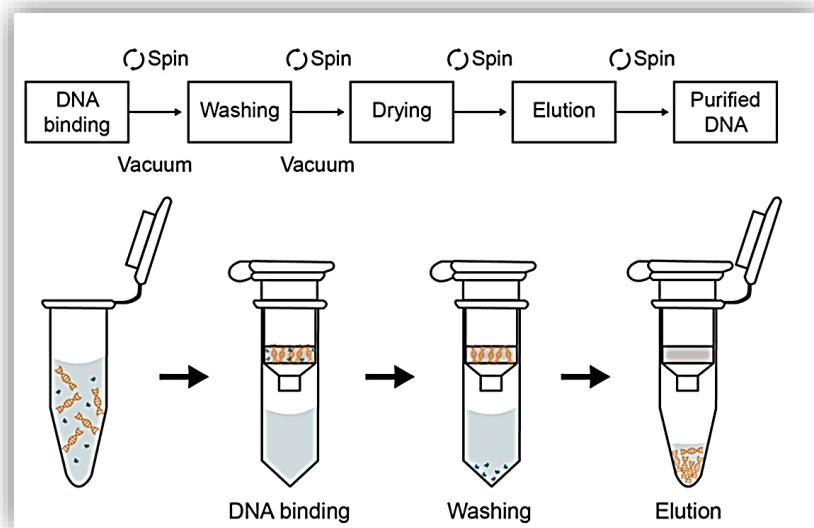 Spin
Spin
Spin
Spin
DNA
binding
Washing
Drying
Elution
Purified
DNA
Vacuum
Vacuum
DNA binding
Washing
Elution